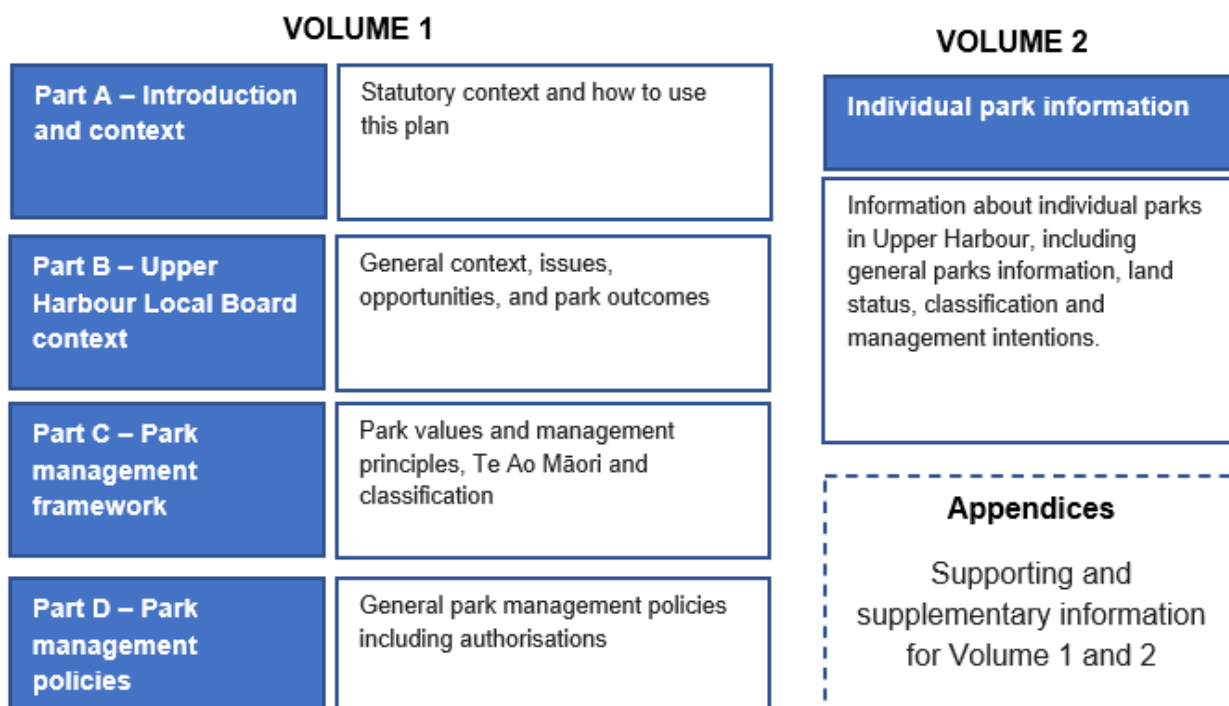 VOLUME 1
Part A – Introduction
and context
Statutory context and how to use
this plan
Part B – Upper
Harbour Local Board
context
General context, issues,
opportunities, and park outcomes
Part C – Park
management
framework
Park values and management
principles, Te Ao Māori and
classification
Part D – Park
management
policies
General park management policies
including authorisations
VOLUME 2
Individual park information
Information about individual parks
in Upper Harbour, including
general parks information, land
status, classification and
management intentions.
Appendices
Supporting and
supplementary information
for Volume 1 and 2